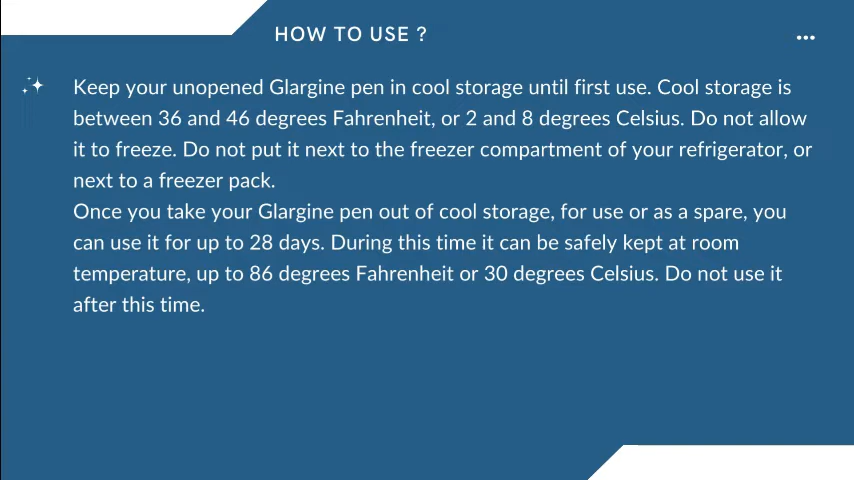 HOW TO USE ?
Keep your unopened Glargine pen in cool storage until first use. Cool storage is
between 36 and 46 degrees Fahrenheit, or 2 and 8 degrees Celsius. Do not allow
it to freeze. Do not put it next to the freezer compartment of your refrigerator, or
next to a freezer pack.
Once you take your Glargine pen out of cool storage, for use or as a spare, you
can use it for up to 28 days. During this time it can be safely kept at room
temperature, up to 86 degrees Fahrenheit or 30 degrees Celsius. Do not use it
after this time.